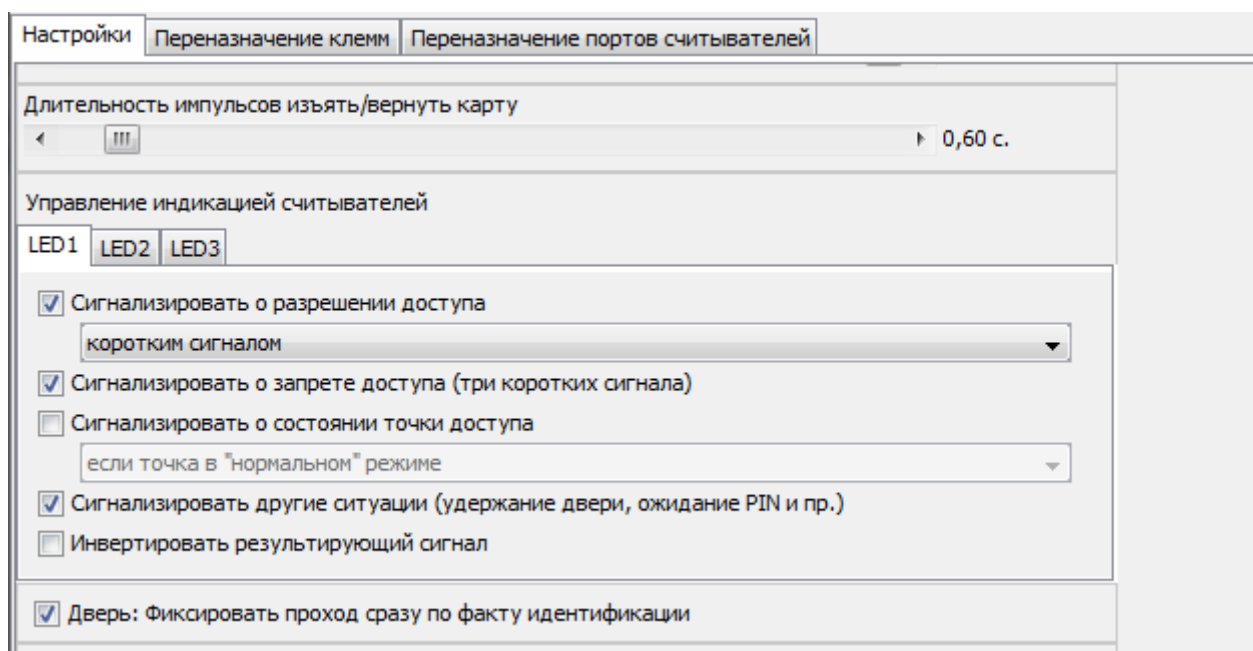 Настройки
Переназначение клемм
Переназначение портов считывателей
Длительность импульсов изъять/вернуть карту
0,60 с.
Управление индикацией считывателей
LED1
LED2
LED3
Сигнализировать о разрешении доступа
коротким сигналом
Сигнализировать о запрете доступа (три коротких сигнала)
Сигнализировать о состоянии точки доступа
если точка в "нормальном" режиме
Сигнализировать другие ситуации (удержание двери, ожидание PIN и пр.)
Инвертировать результирующий сигнал
Дверь: Фиксировать проход сразу по факту идентификации